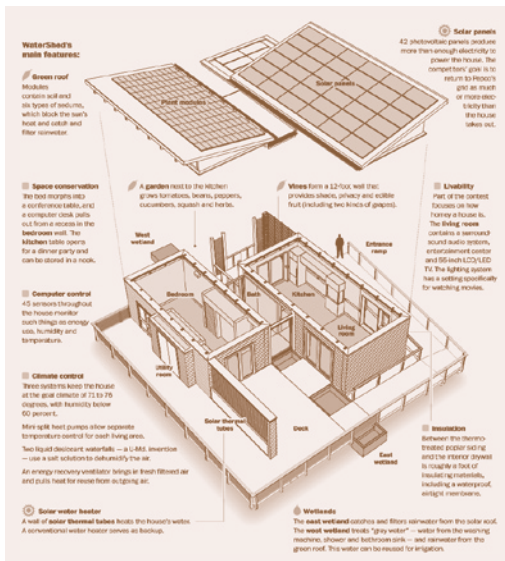 WaterShed's
main features:
Green roof
Modules
contain soil and
six types of sedums,
which block the sun's
heat and catch and
filter rainwater.
Plant modules
Solar panels
Solar panels
42 photovoltaic panels produce
more than enough electricity to
power the house. The
competitors' goal is to
return to Pepco's
grid as much
or more elec-
tricity than
the house
takes out.
Space conservation
The bed morphs into
a conference table, and
a computer desk pulls
out from a recess in the
bedroom wall. The
kitchen table opens
for a dinner party and
can be stored in a nook.
A garden next to the kitchen
grows tomatoes, beans, peppers,
cucumbers, squash and herbs.
Vines form a 12-foot wall that
provides shade, privacy and edible
fruit (including two kinds of grapes).
Livability
Part of the contest
focuses on how
homey a house is.
The living room
contains a surround-
sound audio system,
entertainment center
and 55-inch LCD/LED
TV. The lighting system
has a setting specifically
for watching movies.
West
wetland
Entrance
ramp
Bedroom
Bath
Kitchen
Living
room
Utility
room
Solar thermal
tubes
Deck
East
wetland
Computer control
45 sensors throughout
the house monitor
such things as energy
use, humidity and
temperature.
Climate control
Three systems keep the house
at the goal climate of 71 to 76
degrees, with humidity below
60 percent.
Mini-split heat pumps allow separate
temperature control for each living area.
Two liquid desiccant waterfalls — a U-Md. invention
— use a salt solution to dehumidify the air.
An energy recovery ventilator brings in fresh filtered air
and pulls heat for reuse from outgoing air.
Insulation
Between the thermo-
treated poplar siding
and the interior drywall
is roughly a foot of
insulating materials,
including a waterproof,
airtight membrane.
Solar water heater
A wall of solar thermal tubes heats the house's water.
A conventional water heater serves as backup.
Wetlands
The east wetland catches and filters rainwater from the solar roof.
The west wetland treats "gray water" — water from the washing
machine, shower and bathroom sink — and rainwater from the
green roof. This water can be reused for irrigation.